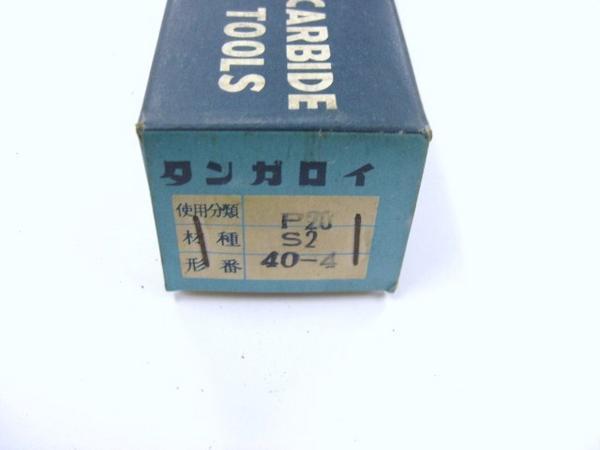 CARBIDE
TOOLS
タンガロイ
使用分類 P20
材種 S2
形番 40-4